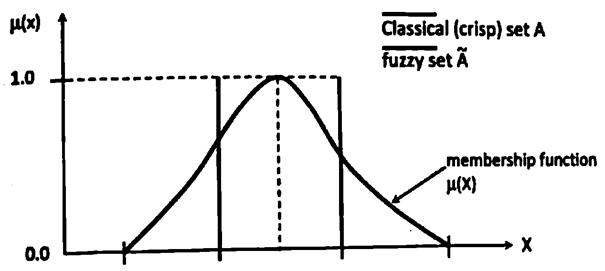 μ(x)
Classical (crisp) set A
fuzzy set Ã
1.0
membership function
μ(X)
0.0
X